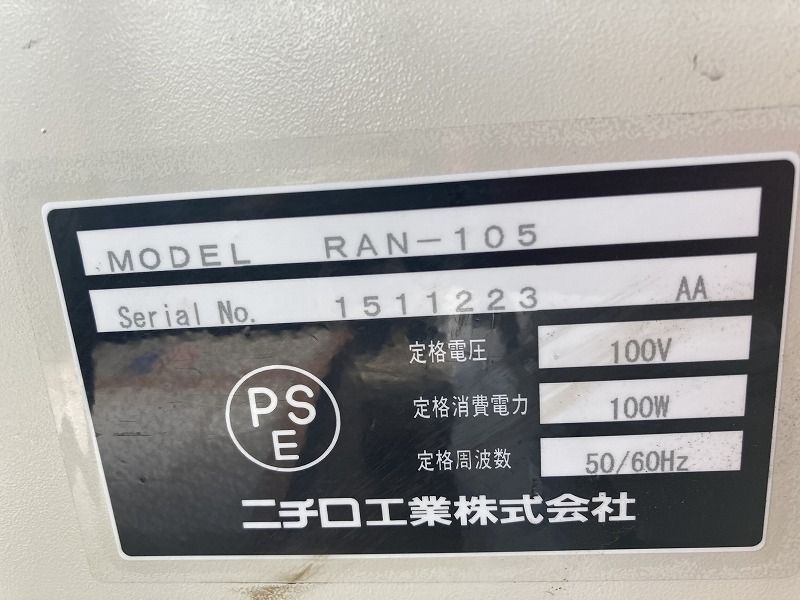 MODEL RAN-105
Serial No. 1511223 AA
定格電圧 100V
定格消費電力 100W
定格周波数 50/60Hz
PS
E
ニチロ工業株式会社